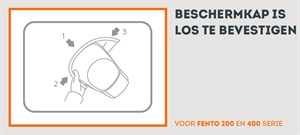 BESCHERMKAP IS
LOS TE BEVESTIGEN
1
3
2
VOOR FENTO 200 EN 400 SERIE